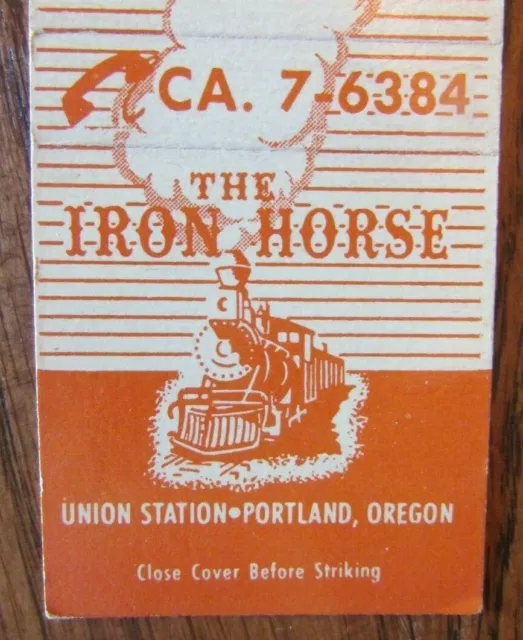 CA. 7-6384
THE
IRON HORSE
UNION STATION•PORTLAND, OREGON
Close Cover Before Striking